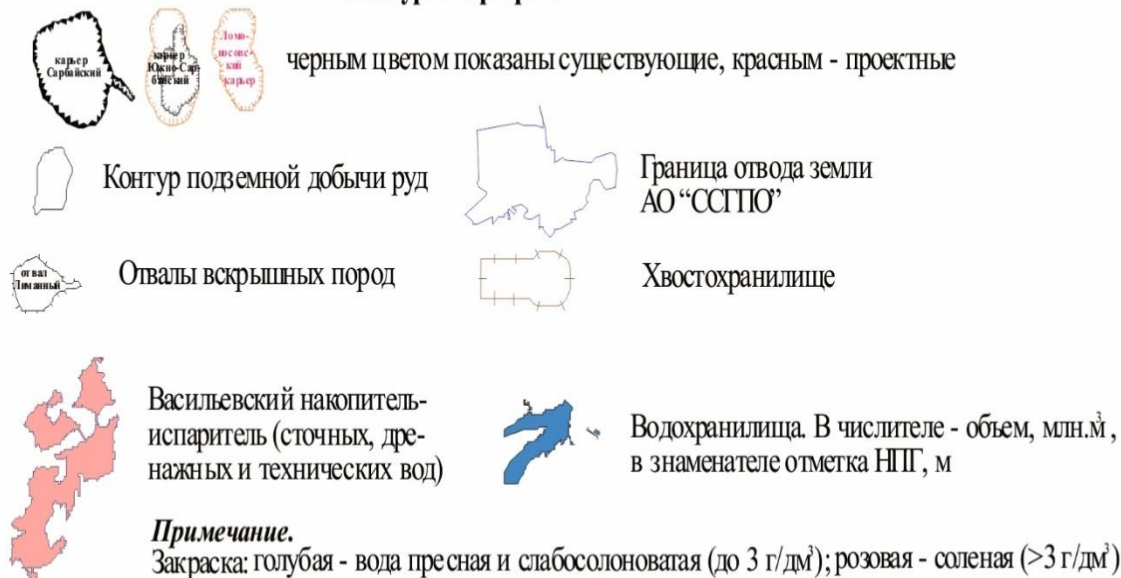 карьер
Сарбайский
карьер
Южно-Сар-
байский
Ломо-
носовс-
кий
карьер
черным цветом показаны существующие, красным - проектные
Контур подземной добычи руд
Граница отвода земли
АО “ССГПО”
отвал
Лиманный
Отвалы вскрышных пород
Хвостохранилище
Васильевский накопитель-
испаритель (сточных, дре-
нажных и технических вод)
Водохранилища. В числителе - объем, млн.м³,
в знаменателе отметка НПГ, м
Примечание.
Закраска: голубая - вода пресная и слабосолоноватая (до 3 г/дм³); розовая - соленая (>3 г/дм³)